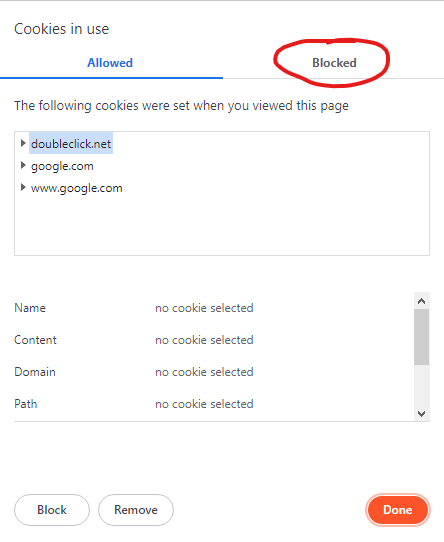 Cookies in use
Allowed Blocked
The following cookies were set when you viewed this page
doubleclick.net
google.com
www.google.com
Name no cookie selected
Content no cookie selected
Domain no cookie selected
Path no cookie selected
Block Remove Done